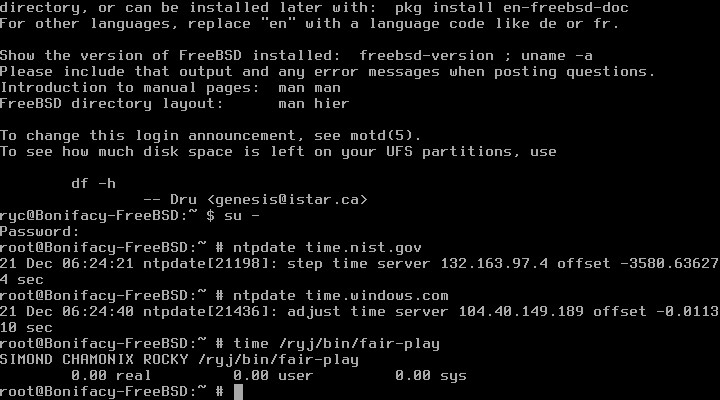 directory, or can be installed later with:  pkg install en-freebsd-doc
For other languages, replace "en" with a language code like de or fr.
Show the version of FreeBSD installed:  freebsd-version ; uname -a
Please include that output and any error messages when posting questions.
Introduction to manual pages:  man man
FreeBSD directory layout:      man hier
To change this login announcement, see motd(5).
To see how much disk space is left on your UFS partitions, use
df -h
-- Dru <genesis@istar.ca>
ryc@Bonifacy-FreeBSD:~ $ su -
Password:
root@Bonifacy-FreeBSD:~ # ntpdate time.nist.gov
21 Dec 06:24:21 ntpdate[21198]: step time server 132.163.97.4 offset -3580.63627
4 sec
root@Bonifacy-FreeBSD:~ # ntpdate time.windows.com
21 Dec 06:24:40 ntpdate[21436]: adjust time server 104.40.149.189 offset -0.0113
10 sec
root@Bonifacy-FreeBSD:~ # time /ryj/bin/fair-play
SIMOND CHAMONIX ROCKY /ryj/bin/fair-play
0.00 real         0.00 user         0.00 sys
root@Bonifacy-FreeBSD:~ #